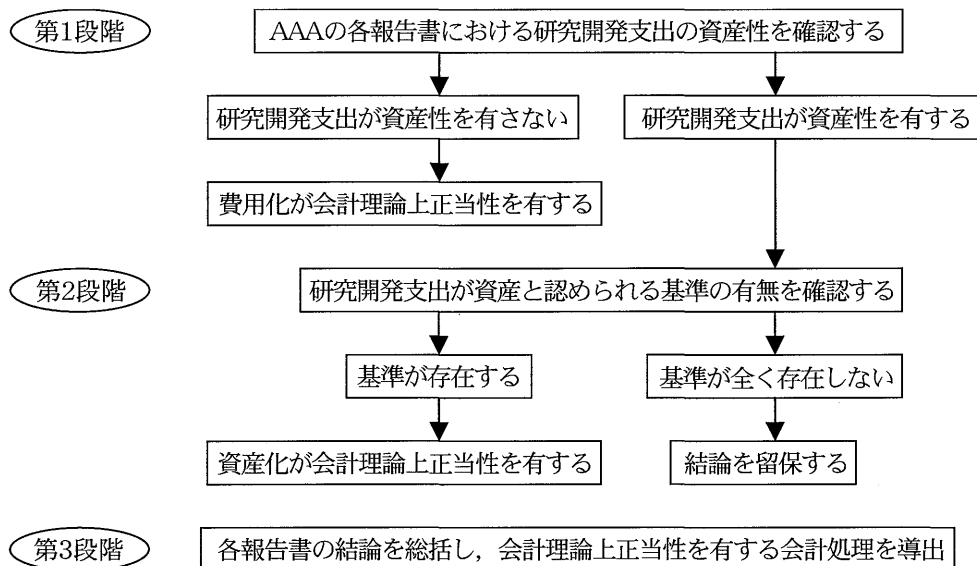 第1段階
AAAの各報告書における研究開発支出の資産性を確認する
研究開発支出が資産性を有さない
研究開発支出が資産性を有する
費用化が会計理論上正当性を有する
第2段階
研究開発支出が資産と認められる基準の有無を確認する
基準が存在する
基準が全く存在しない
資産化が会計理論上正当性を有する
結論を留保する
第3段階
各報告書の結論を総括し，会計理論上正当性を有する会計処理を導出